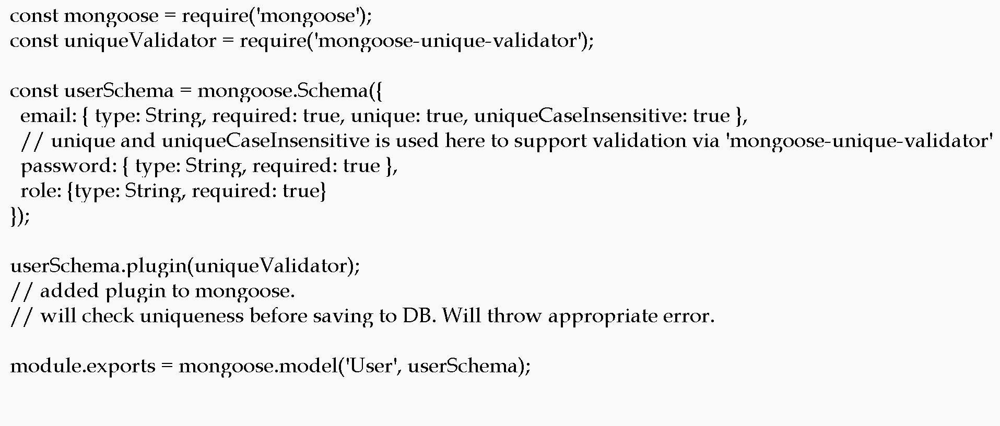 const mongoose = require('mongoose');
const uniqueValidator = require('mongoose-unique-validator');
const userSchema = mongoose.Schema({
  email: { type: String, required: true, unique: true, uniqueCaseInsensitive: true },
  // unique and uniqueCaseInsensitive is used here to support validation via 'mongoose-unique-validator'
  password: { type: String, required: true },
  role: {type: String, required: true}
});
userSchema.plugin(uniqueValidator);
// added plugin to mongoose.
// will check uniqueness before saving to DB. Will throw appropriate error.
module.exports = mongoose.model('User', userSchema);